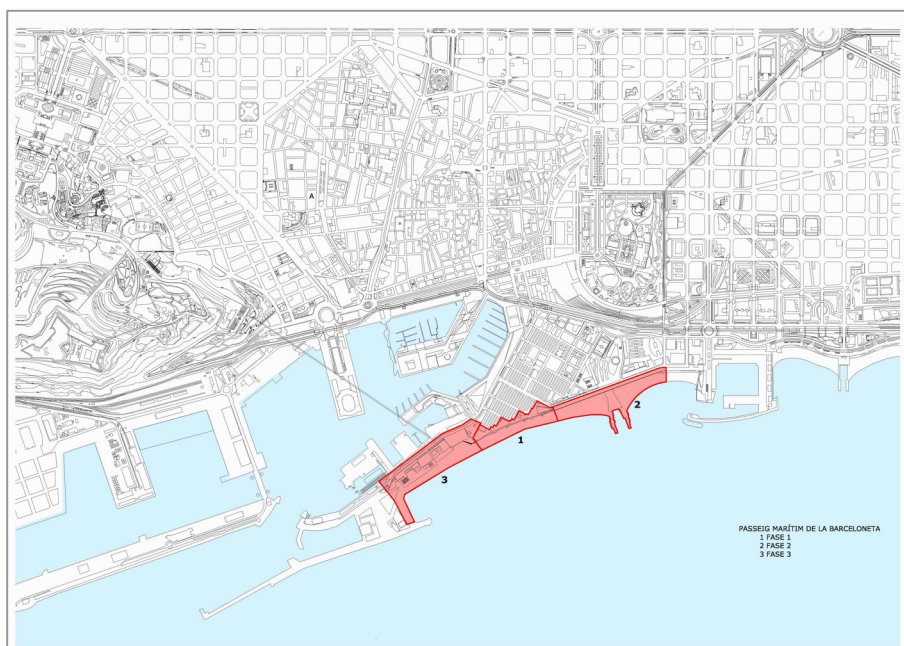 A
1
2
3
PASSEIG MARÍTIM DE LA BARCELONETA
1 FASE 1
2 FASE 2
3 FASE 3